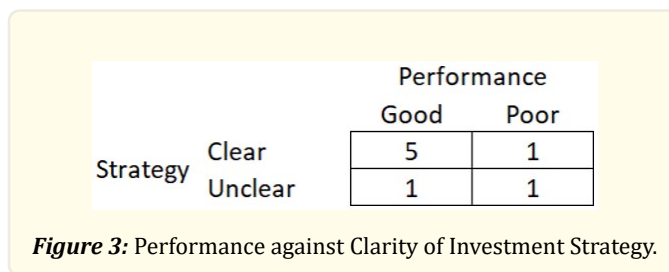 Performance
Good Poor
Strategy Clear 5 1
Unclear 1 1
Figure 3: Performance against Clarity of Investment Strategy.